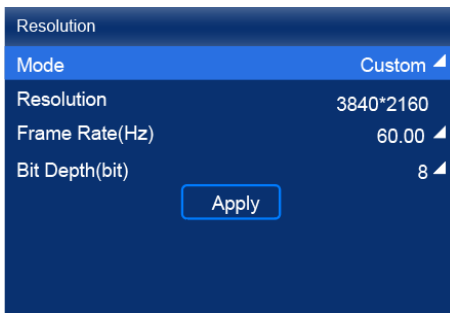 Resolution
Mode Custom
Resolution 3840*2160
Frame Rate(Hz) 60.00
Bit Depth(bit) 8
Apply